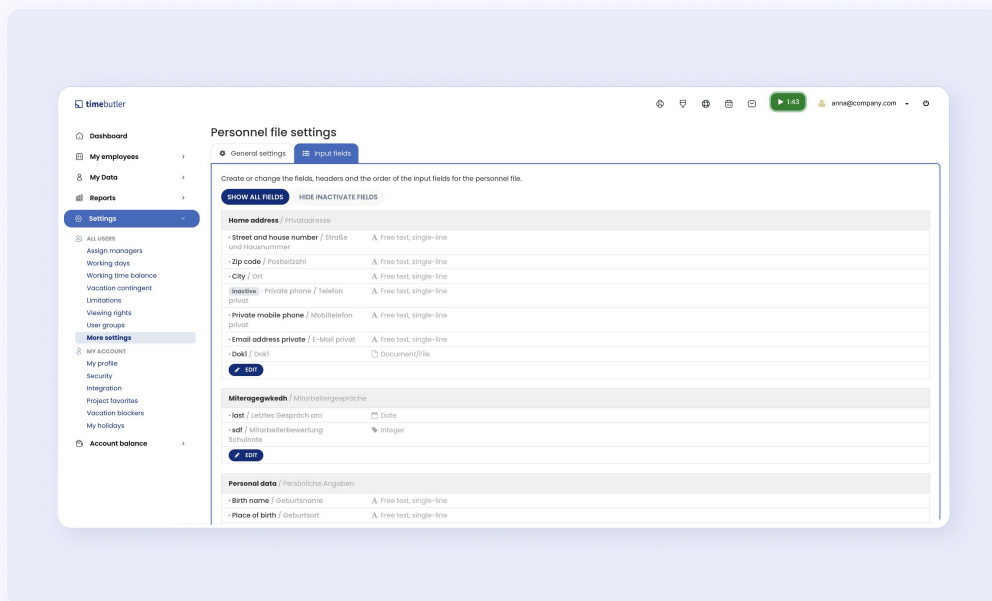 timebutler
1:43
anna@company.com
Dashboard
My employees
My Data
Reports
Settings
ALL USERS
Assign managers
Working days
Working time balance
Vacation contingent
Limitations
Viewing rights
User groups
More settings
MY ACCOUNT
My profile
Security
Integration
Project favorites
Vacation blockers
My holidays
Account balance
Personnel file settings
General settings
Input fields
Create or change the fields, headers and the order of the input fields for the personnel file.
SHOW ALL FIELDS HIDE INACTIVATE FIELDS
Home address / Privatadresse
· Street and house number / Straße A Free text, single-line
und Hausnummer
· Zip code / Postleitzahl A Free text, single-line
· City / Ort A Free text, single-line
Inactive · Private phone / Telefon A Free text, single-line
privat
· Private mobile phone / Mobiltelefon A Free text, single-line
privat
· Email address private / E-Mail privat A Free text, single-line
· Dok1 / Dok1 Document/File
EDIT
Miteragegwkedh / Mitarbeitergespräche
· last / Letztes Gespräch am Date
· sdf / Mitarbeiterbewertung Integer
Schulnote
EDIT
Personal data / Persönliche Angaben
· Birth name / Geburtsname A Free text, single-line
· Place of birth / Geburtsort A Free text, single-line